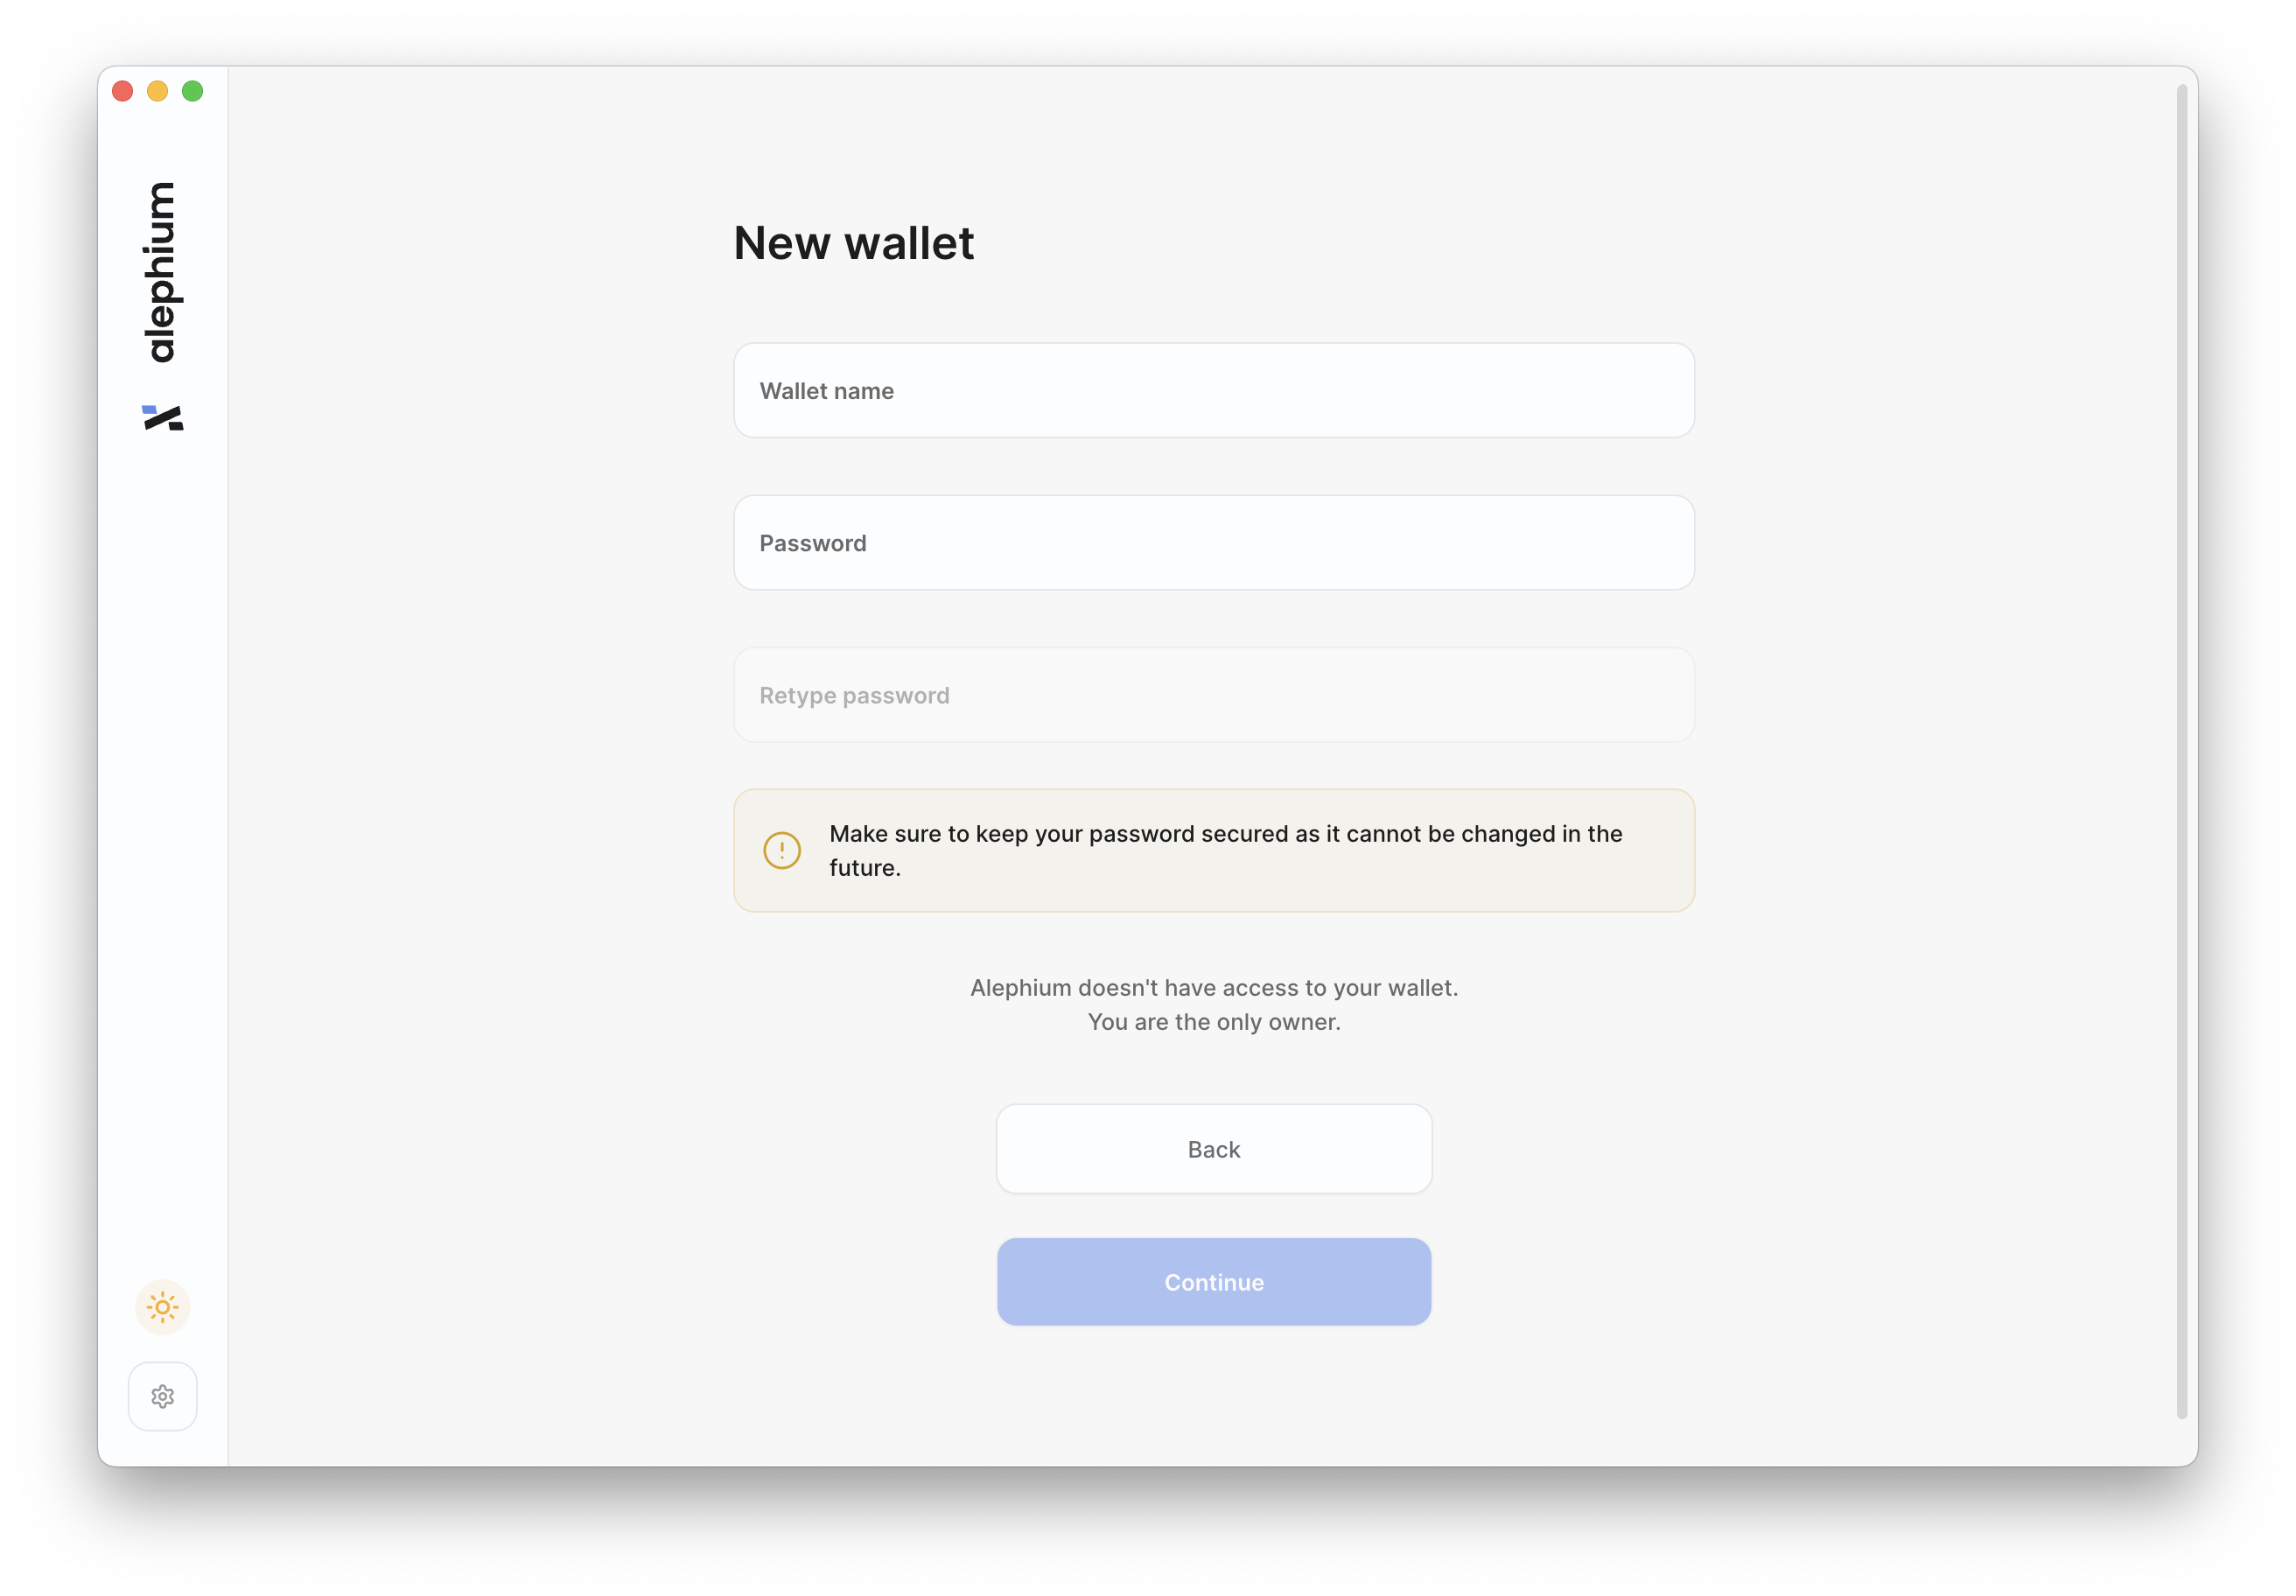 alephium
New wallet
Wallet name
Password
Retype password
Make sure to keep your password secured as it cannot be changed in the
future.
Alephium doesn't have access to your wallet.
You are the only owner.
Back
Continue